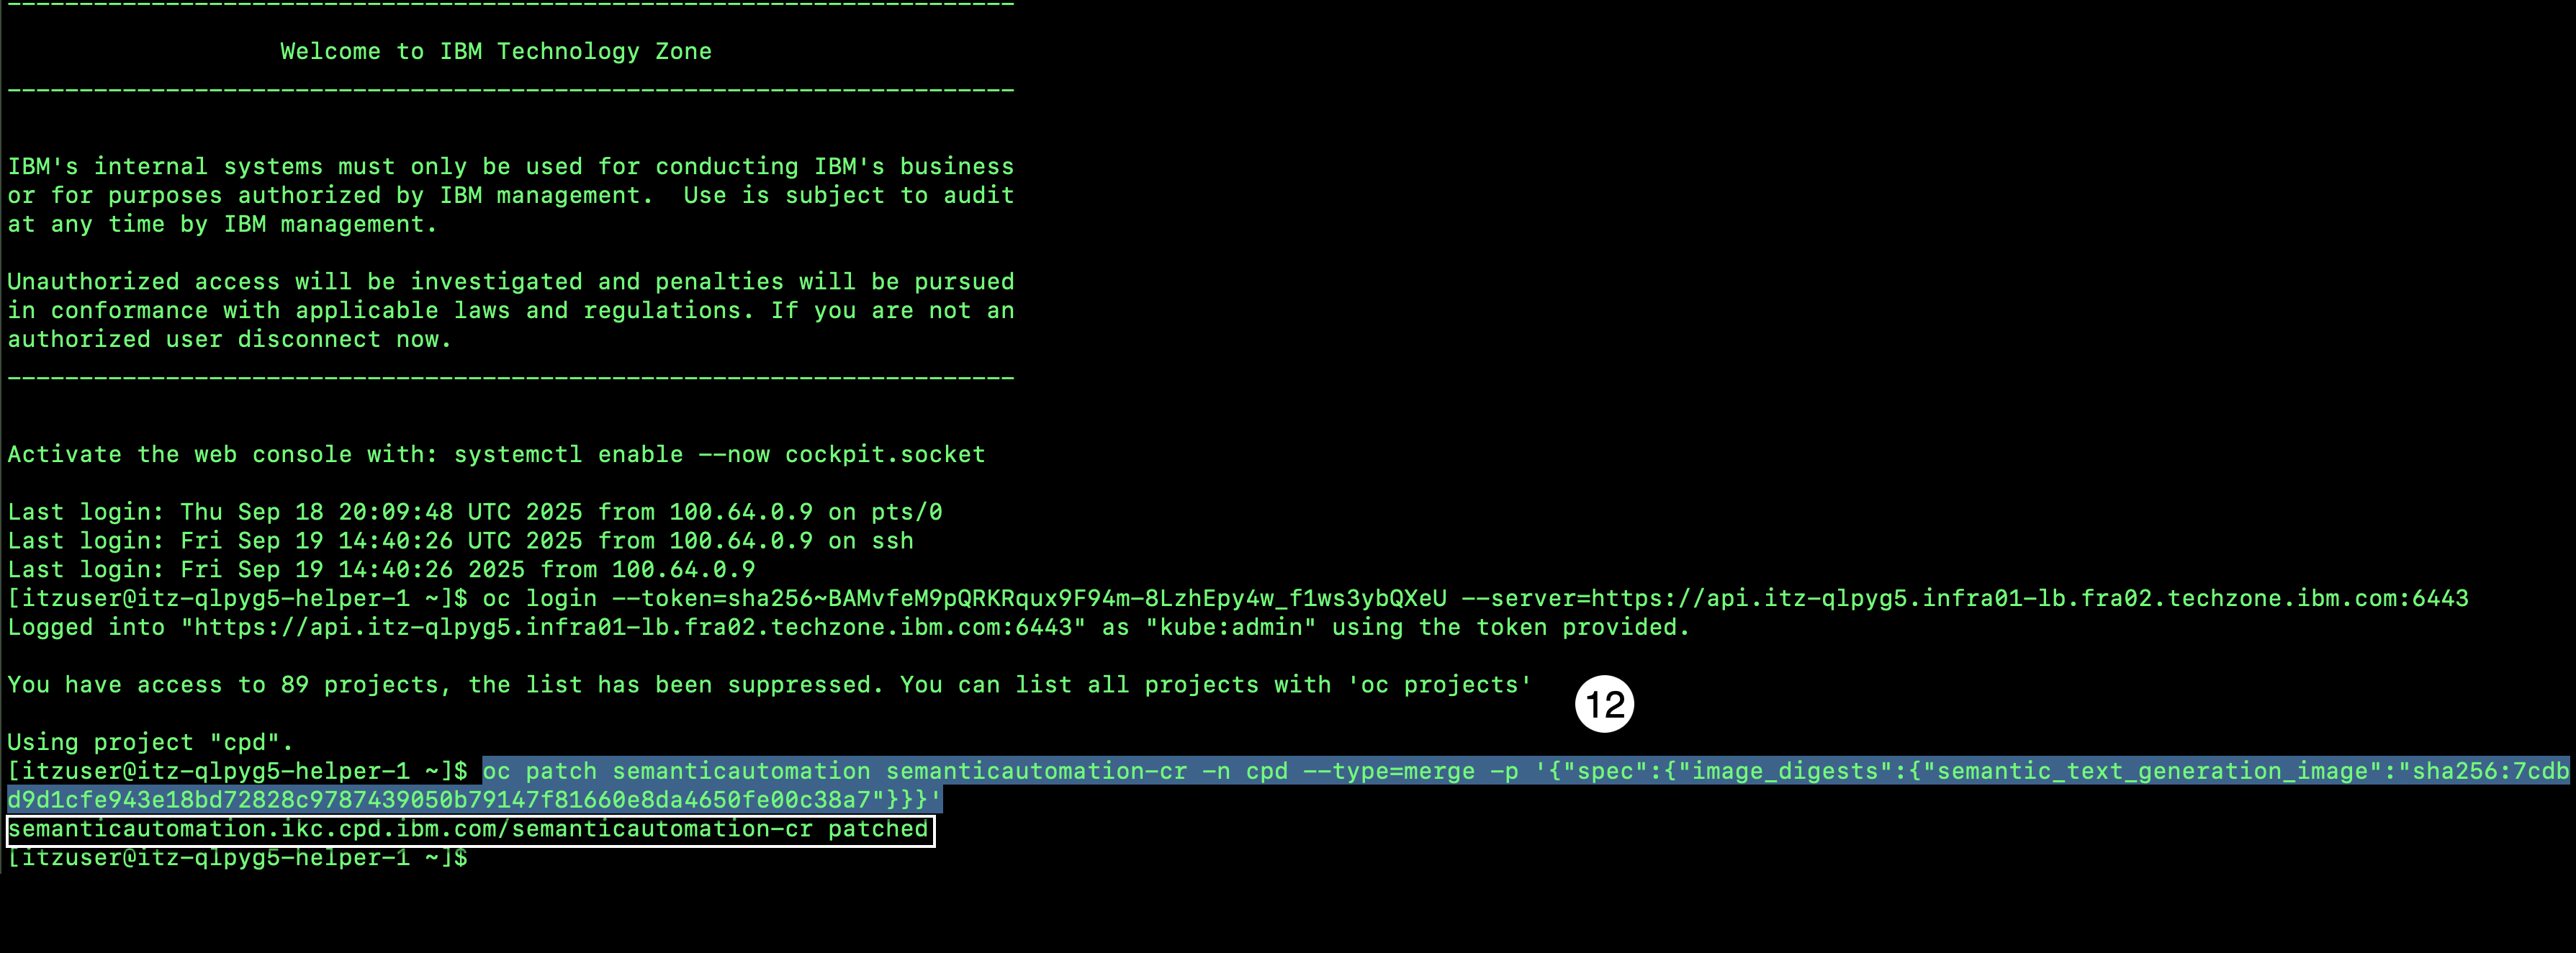 Welcome to IBM Technology Zone
IBM's internal systems must only be used for conducting IBM's business
or for purposes authorized by IBM management.  Use is subject to audit
at any time by IBM management.
Unauthorized access will be investigated and penalties will be pursued
in conformance with applicable laws and regulations. If you are not an
authorized user disconnect now.
Activate the web console with: systemctl enable --now cockpit.socket
Last login: Thu Sep 18 20:09:48 UTC 2025 from 100.64.0.9 on pts/0
Last login: Fri Sep 19 14:40:26 UTC 2025 from 100.64.0.9 on ssh
Last login: Fri Sep 19 14:40:26 2025 from 100.64.0.9
[itzuser@itz-qlpyg5-helper-1 ~]$ oc login --token=sha256~BAMvfeM9pQRKRqux9F94m-8LzhEpy4w_f1ws3ybQXeU --server=https://api.itz-qlpyg5.infra01-lb.fra02.techzone.ibm.com:6443
Logged into "https://api.itz-qlpyg5.infra01-lb.fra02.techzone.ibm.com:6443" as "kube:admin" using the token provided.
You have access to 89 projects, the list has been suppressed. You can list all projects with 'oc projects'
12
Using project "cpd".
[itzuser@itz-qlpyg5-helper-1 ~]$ oc patch semanticautomation semanticautomation-cr -n cpd --type=merge -p '{"spec":{"image_digests":{"semantic_text_generation_image":"sha256:7cdb
d9d1cfe943e18bd72828c9787439050b79147f81660e8da4650fe00c38a7"}}}'
semanticautomation.ikc.cpd.ibm.com/semanticautomation-cr patched
[itzuser@itz-qlpyg5-helper-1 ~]$